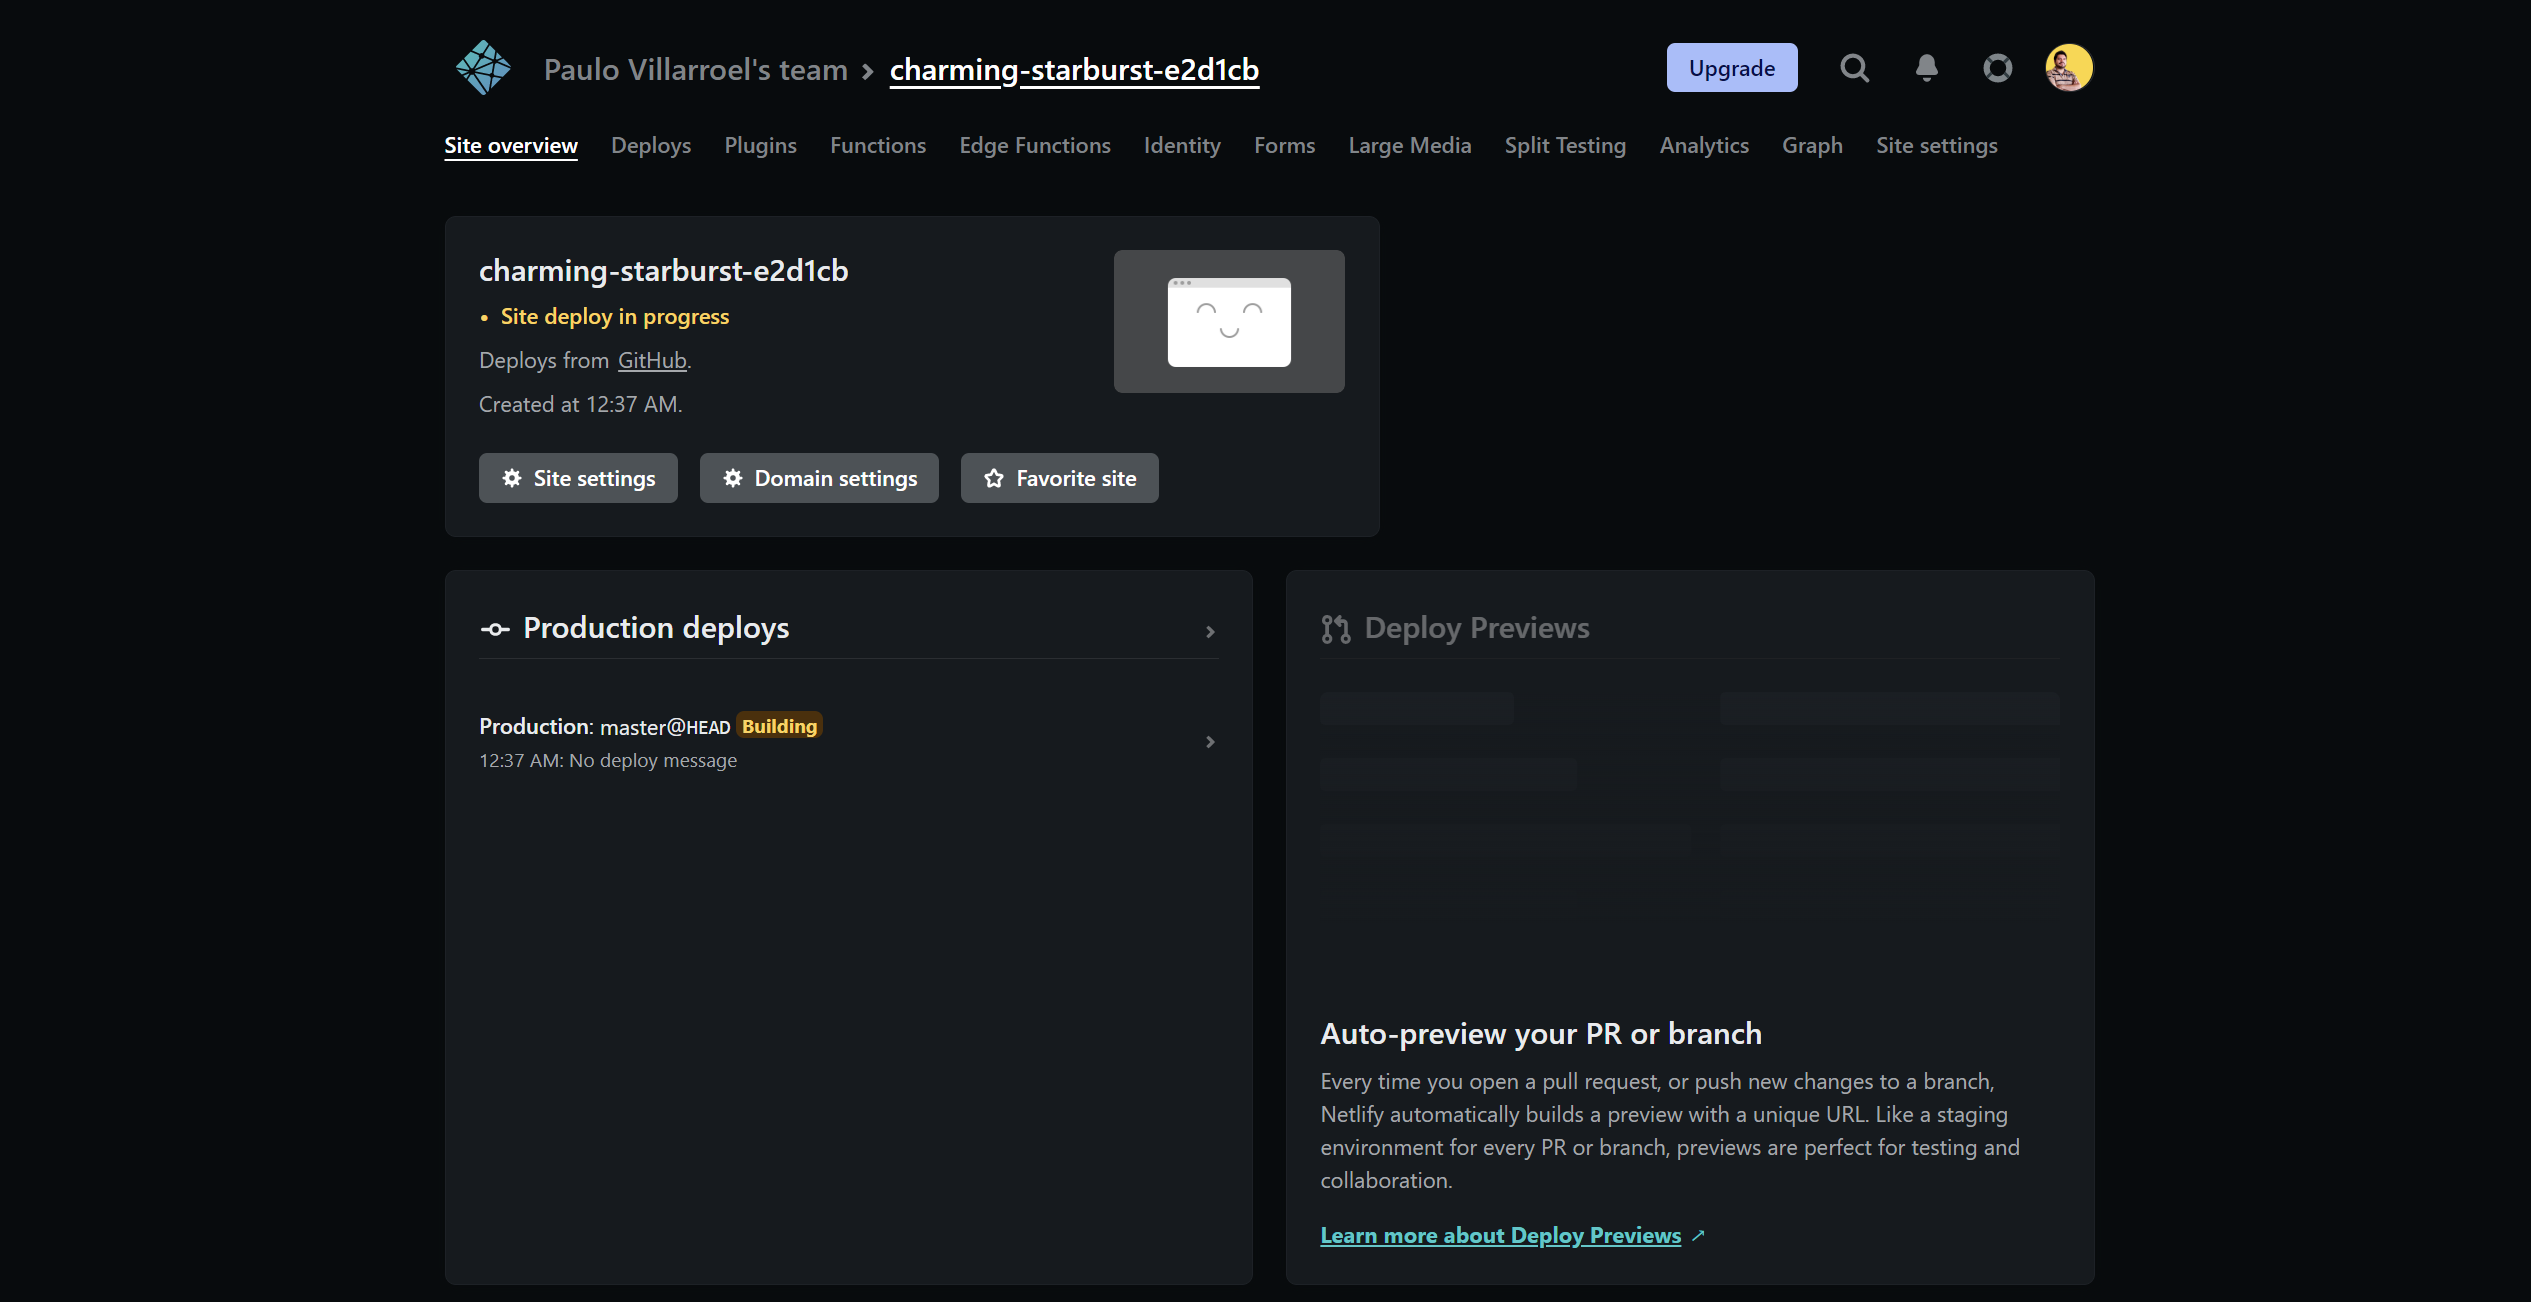 Paulo Villarroel's team > charming-starburst-e2d1cb
Upgrade
Site overview Deploys Plugins Functions Edge Functions Identity Forms Large Media Split Testing Analytics Graph Site settings
charming-starburst-e2d1cb
• Site deploy in progress
Deploys from GitHub.
Created at 12:37 AM.
Site settings Domain settings Favorite site
Production deploys
Production: master@HEAD Building
12:37 AM: No deploy message
Deploy Previews
Auto-preview your PR or branch
Every time you open a pull request, or push new changes to a branch,
Netlify automatically builds a preview with a unique URL. Like a staging
environment for every PR or branch, previews are perfect for testing and
collaboration.
Learn more about Deploy Previews ↗